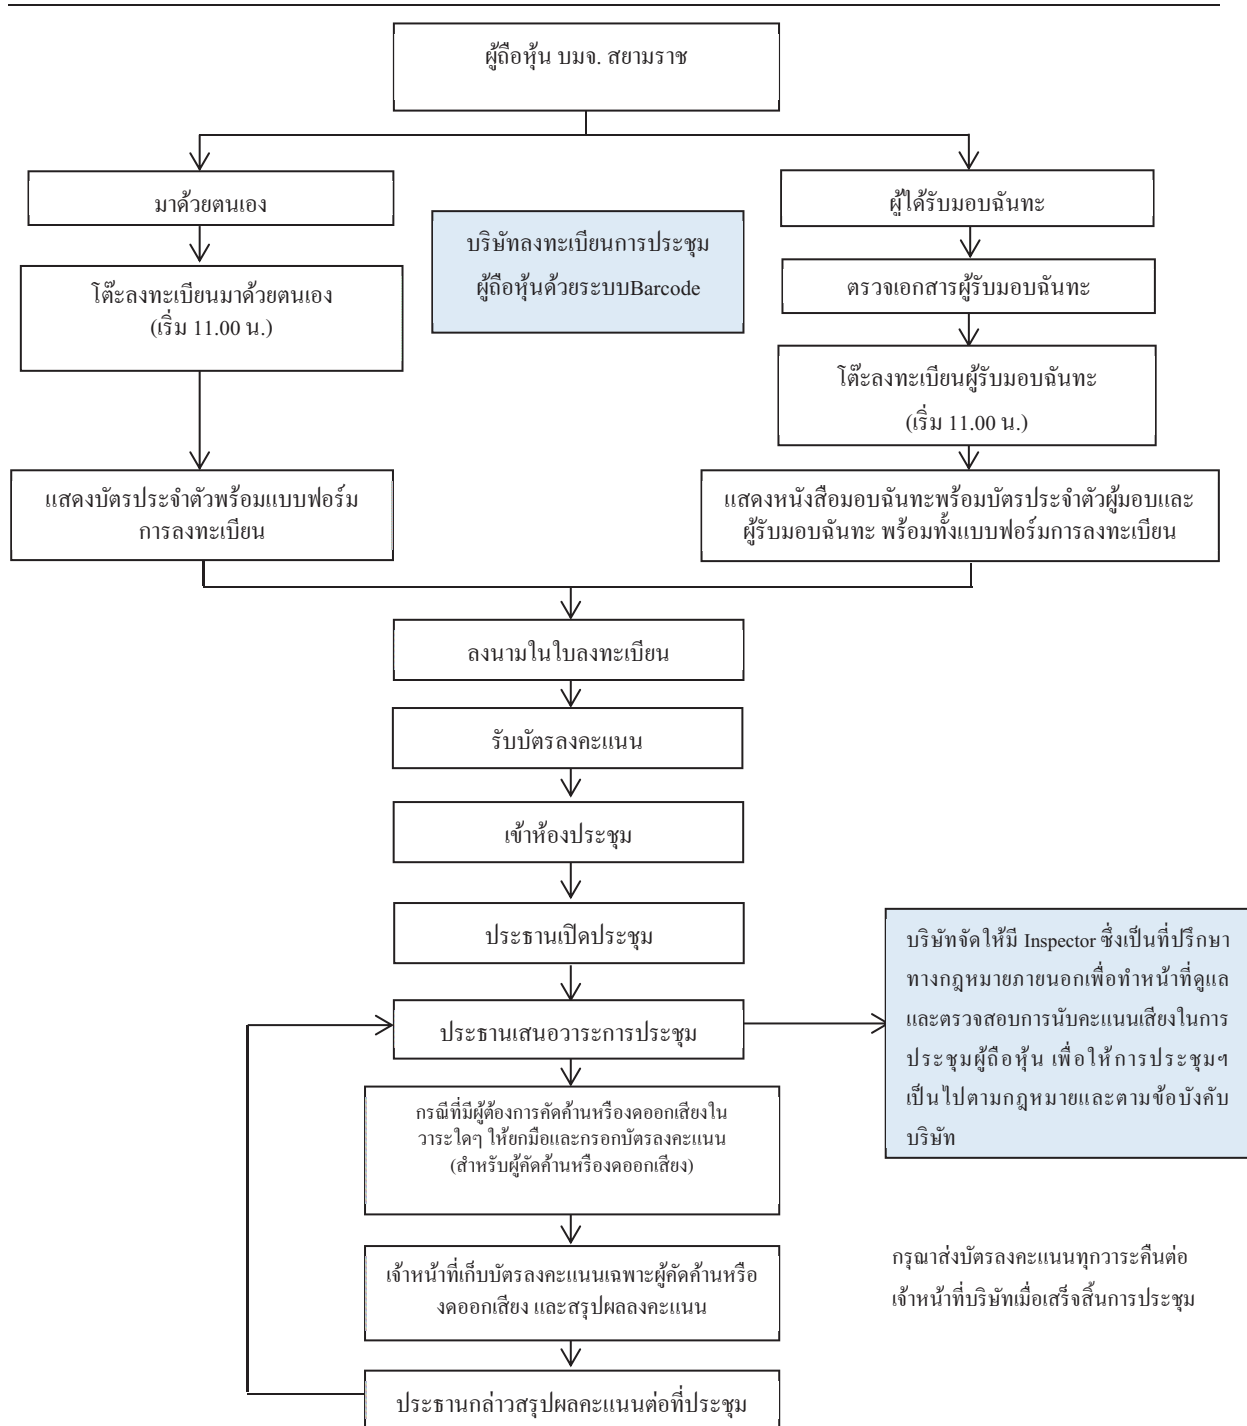 ผู้ถือหุ้น บมจ. สยามราช
มาด้วยตนเอง
ผู้ได้รับมอบฉันทะ
บริษัทลงทะเบียนการประชุม
ผู้ถือหุ้นด้วยระบบBarcode
โต๊ะลงทะเบียนมาด้วยตนเอง
(เริ่ม 11.00 น.)
ตรวจเอกสารผู้รับมอบฉันทะ
โต๊ะลงทะเบียนผู้รับมอบฉันทะ
(เริ่ม 11.00 น.)
แสดงบัตรประจำตัวพร้อมแบบฟอร์ม
การลงทะเบียน
แสดงหนังสือมอบฉันทะพร้อมบัตรประจำตัวผู้มอบและ
ผู้รับมอบฉันทะ พร้อมทั้งแบบฟอร์มการลงทะเบียน
ลงนามในใบลงทะเบียน
รับบัตรลงคะแนน
เข้าห้องประชุม
ประธานเปิดประชุม
ประธานเสนอวาระการประชุม
บริษัทจัดให้มี Inspector ซึ่งเป็นที่ปรึกษา
ทางกฎหมายภายนอกเพื่อทำหน้าที่ดูแล
และตรวจสอบการนับคะแนนเสียงในการ
ประชุมผู้ถือหุ้น เพื่อให้การประชุมฯ
เป็นไปตามกฎหมายและตามข้อบังคับ
บริษัท
กรณีที่มีผู้ต้องการคัดค้านหรืองดออกเสียงใน
วาระใดๆ ให้ยกมือและกรอกบัตรลงคะแนน
(สำหรับผู้คัดค้านหรืองดออกเสียง)
เจ้าหน้าที่เก็บบัตรลงคะแนนเฉพาะผู้คัดค้านหรือ
งดออกเสียง และสรุปผลลงคะแนน
กรุณาส่งบัตรลงคะแนนทุกวาระคืนต่อ
เจ้าหน้าที่บริษัทเมื่อเสร็จสิ้นการประชุม
ประธานกล่าวสรุปผลคะแนนต่อที่ประชุม